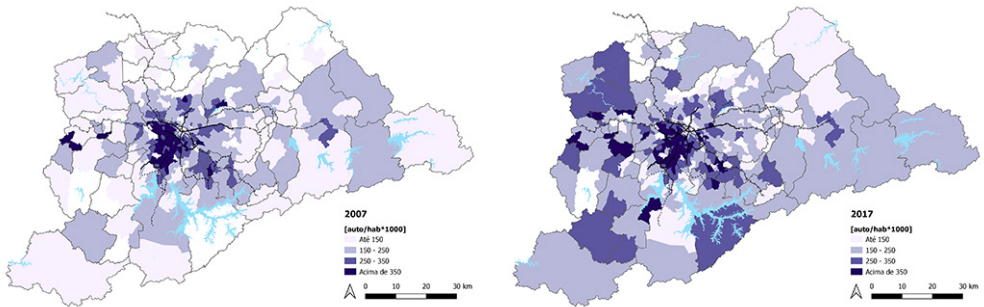 2007
[auto/hab*1000]
Até 150
150 - 250
250 - 350
Acima de 350
0 10 20 30 km
2017
[auto/hab*1000]
Até 150
150 - 250
250 - 350
Acima de 350
0 10 20 30 km